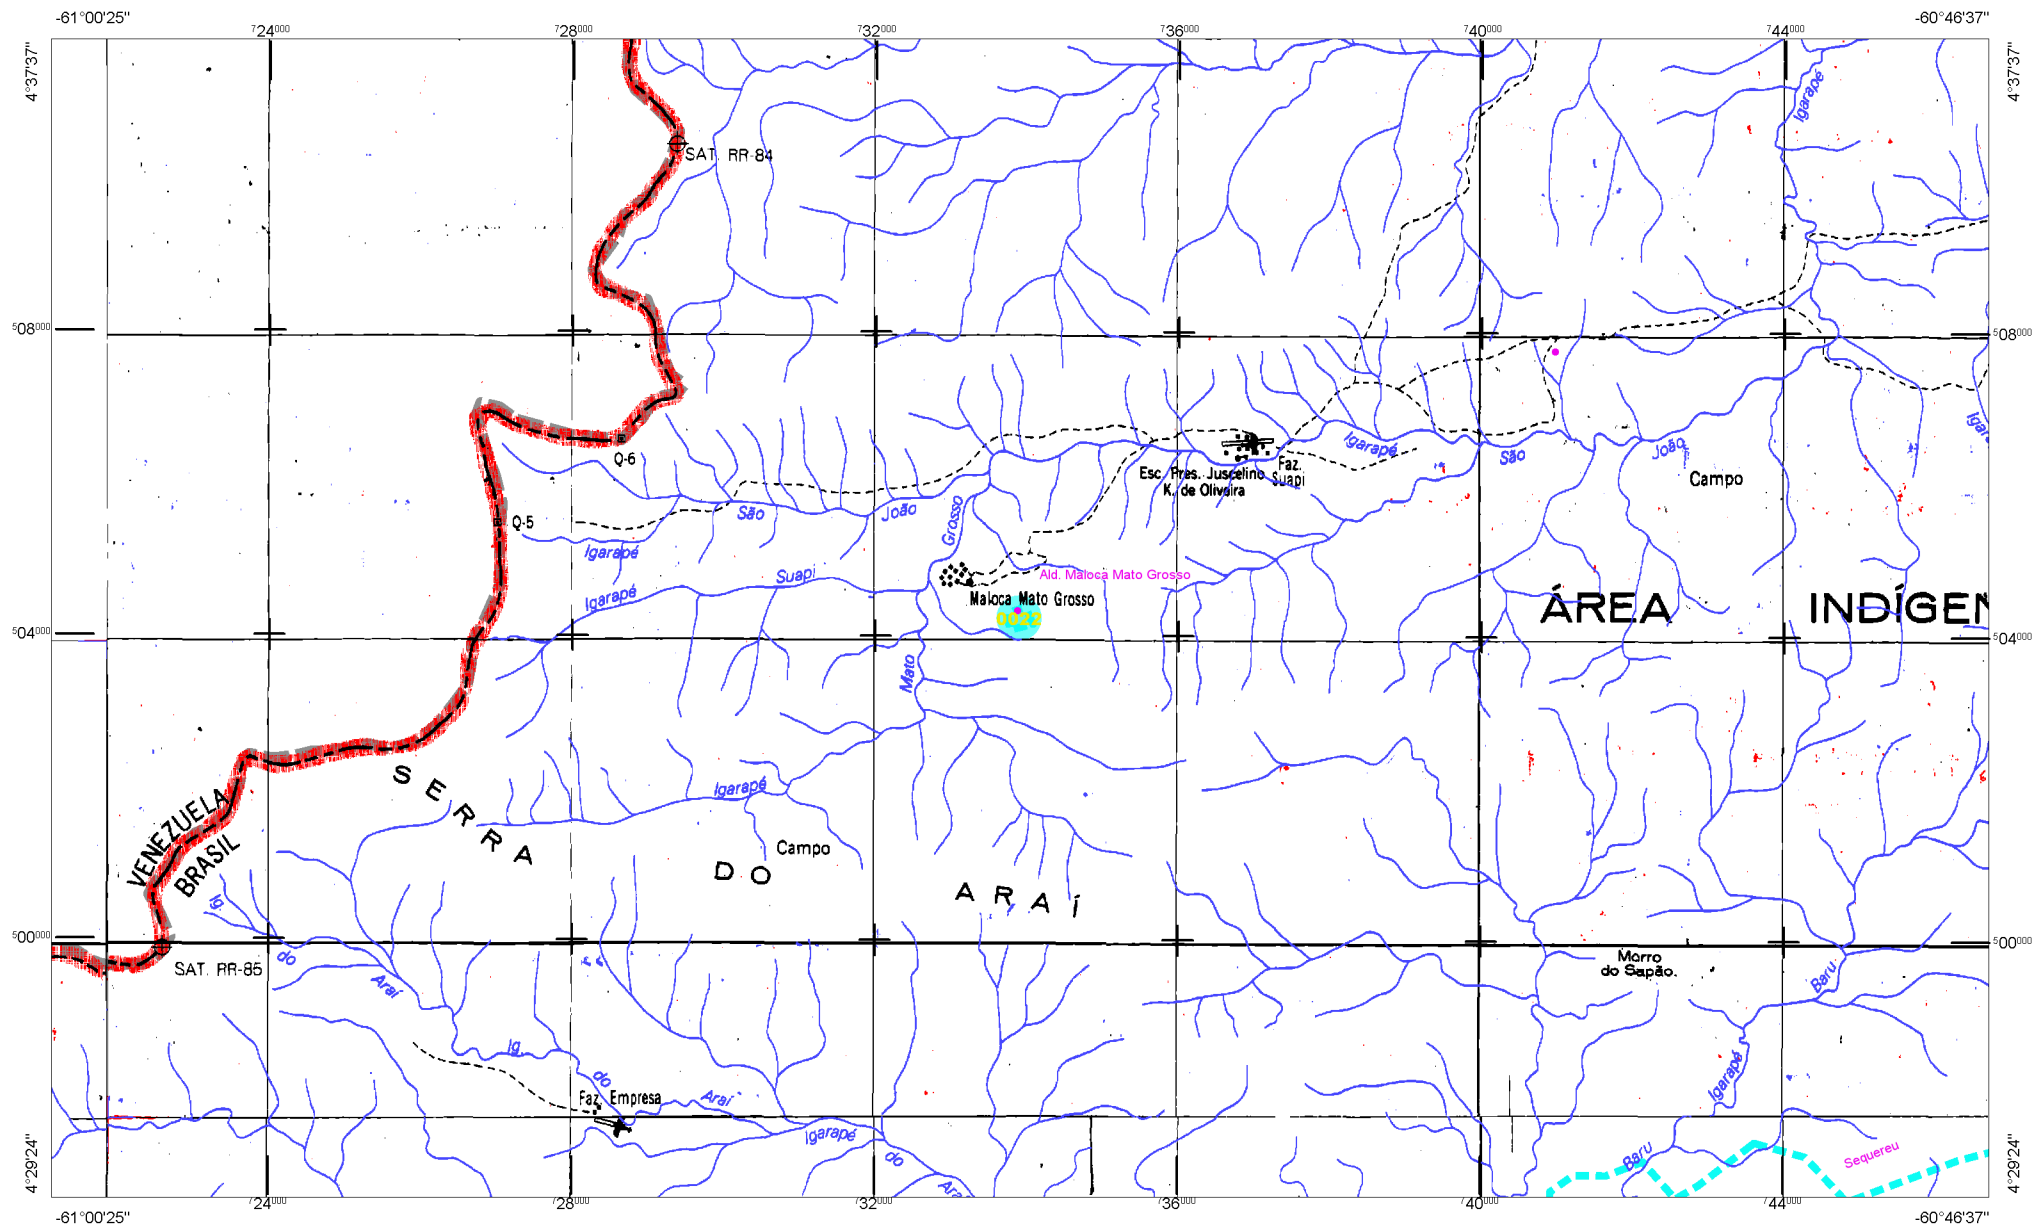 -61°00'25"
-60°46'37"
724000
728000
732000
736000
740000
744000
4°37'37"
4°37'37"
Igarapé
SAT. RR-84
508000
508000
Q-6
Igarapé
São
João
Igar
Esc. Pres. Juscelino
K. de Oliveira
Faz.
Suapi
Campo
Q-5
São
João
Grosso
Igarapé
Suapi
Igarapé
Ald. Maloca Mato Grosso
Maloca Mato Grosso
0022
ÁREA
INDÍGEN
504000
504000
Mato
SERRA
DO
ARAÍ
Igarapé
Campo
VENEZUELA
BRASIL
Ig.
do
Araí
500000
500000
SAT. RR-85
Morro
do Sapão.
Baru
Ig.
do
Araí
Faz. Empresa
Igarapé
do
Araí
Igarapé
Baru
Sequereu
4°29'24"
4°29'24"
724000
728000
732000
736000
740000
744000
-61°00'25"
-60°46'37"